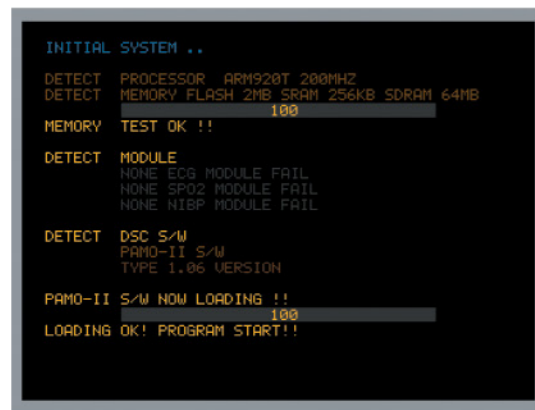 INITIAL SYSTEM ..
DETECT PROCESSOR ARM920T 200MHZ
DETECT MEMORY FLASH 2MB SRAM 256KB SDRAM 64MB
100
MEMORY TEST OK !!
DETECT MODULE
NONE ECG MODULE FAIL
NONE SPO2 MODULE FAIL
NONE NIBP MODULE FAIL
DETECT DSC S/W
PAMO-II S/W
TYPE 1.06 VERSION
PAMO-II S/W NOW LOADING !!
100
LOADING OK! PROGRAM START!!